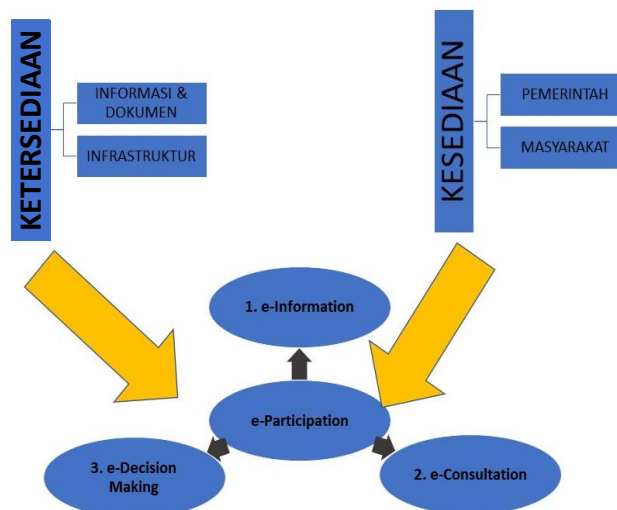 KETERSEDIAAN
INFORMASI &
DOKUMEN
INFRASTRUKTUR
KESEDIAAN
PEMERINTAH
MASYARAKAT
1. e-Information
e-Participation
3. e-Decision
Making
2. e-Consultation